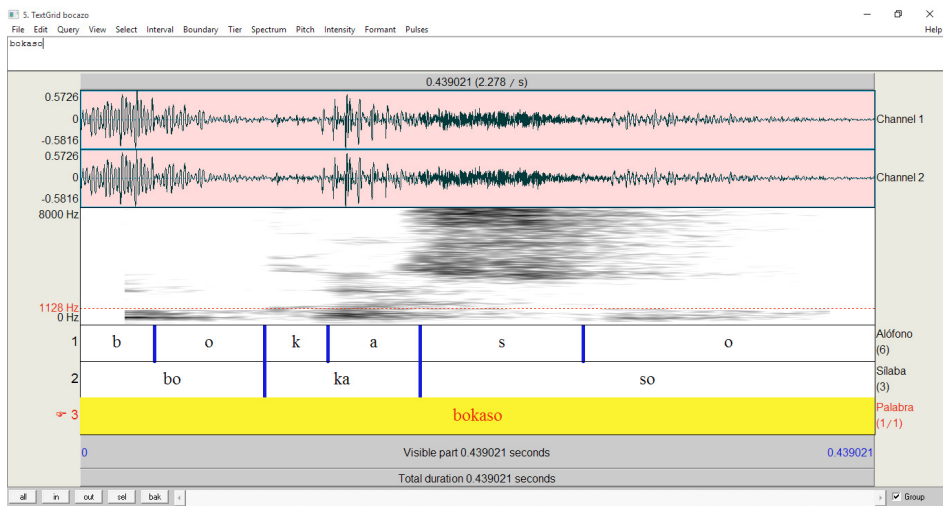 5. TextGrid bocazo
File Edit Query View Select Interval Boundary Tier Spectrum Pitch Intensity Formant Pulses Help
bokaso
0.439021 (2.278 / s)
0.5726
0
-0.5816
Channel 1
0.5726
0
-0.5816
Channel 2
8000 Hz
1128 Hz
0 Hz
1 b o k a s o Alófono
(6)
2 bo ka so Sílaba
(3)
3 bokaso Palabra
(1/1)
0 Visible part 0.439021 seconds 0.439021
Total duration 0.439021 seconds
all in out sel bak Group